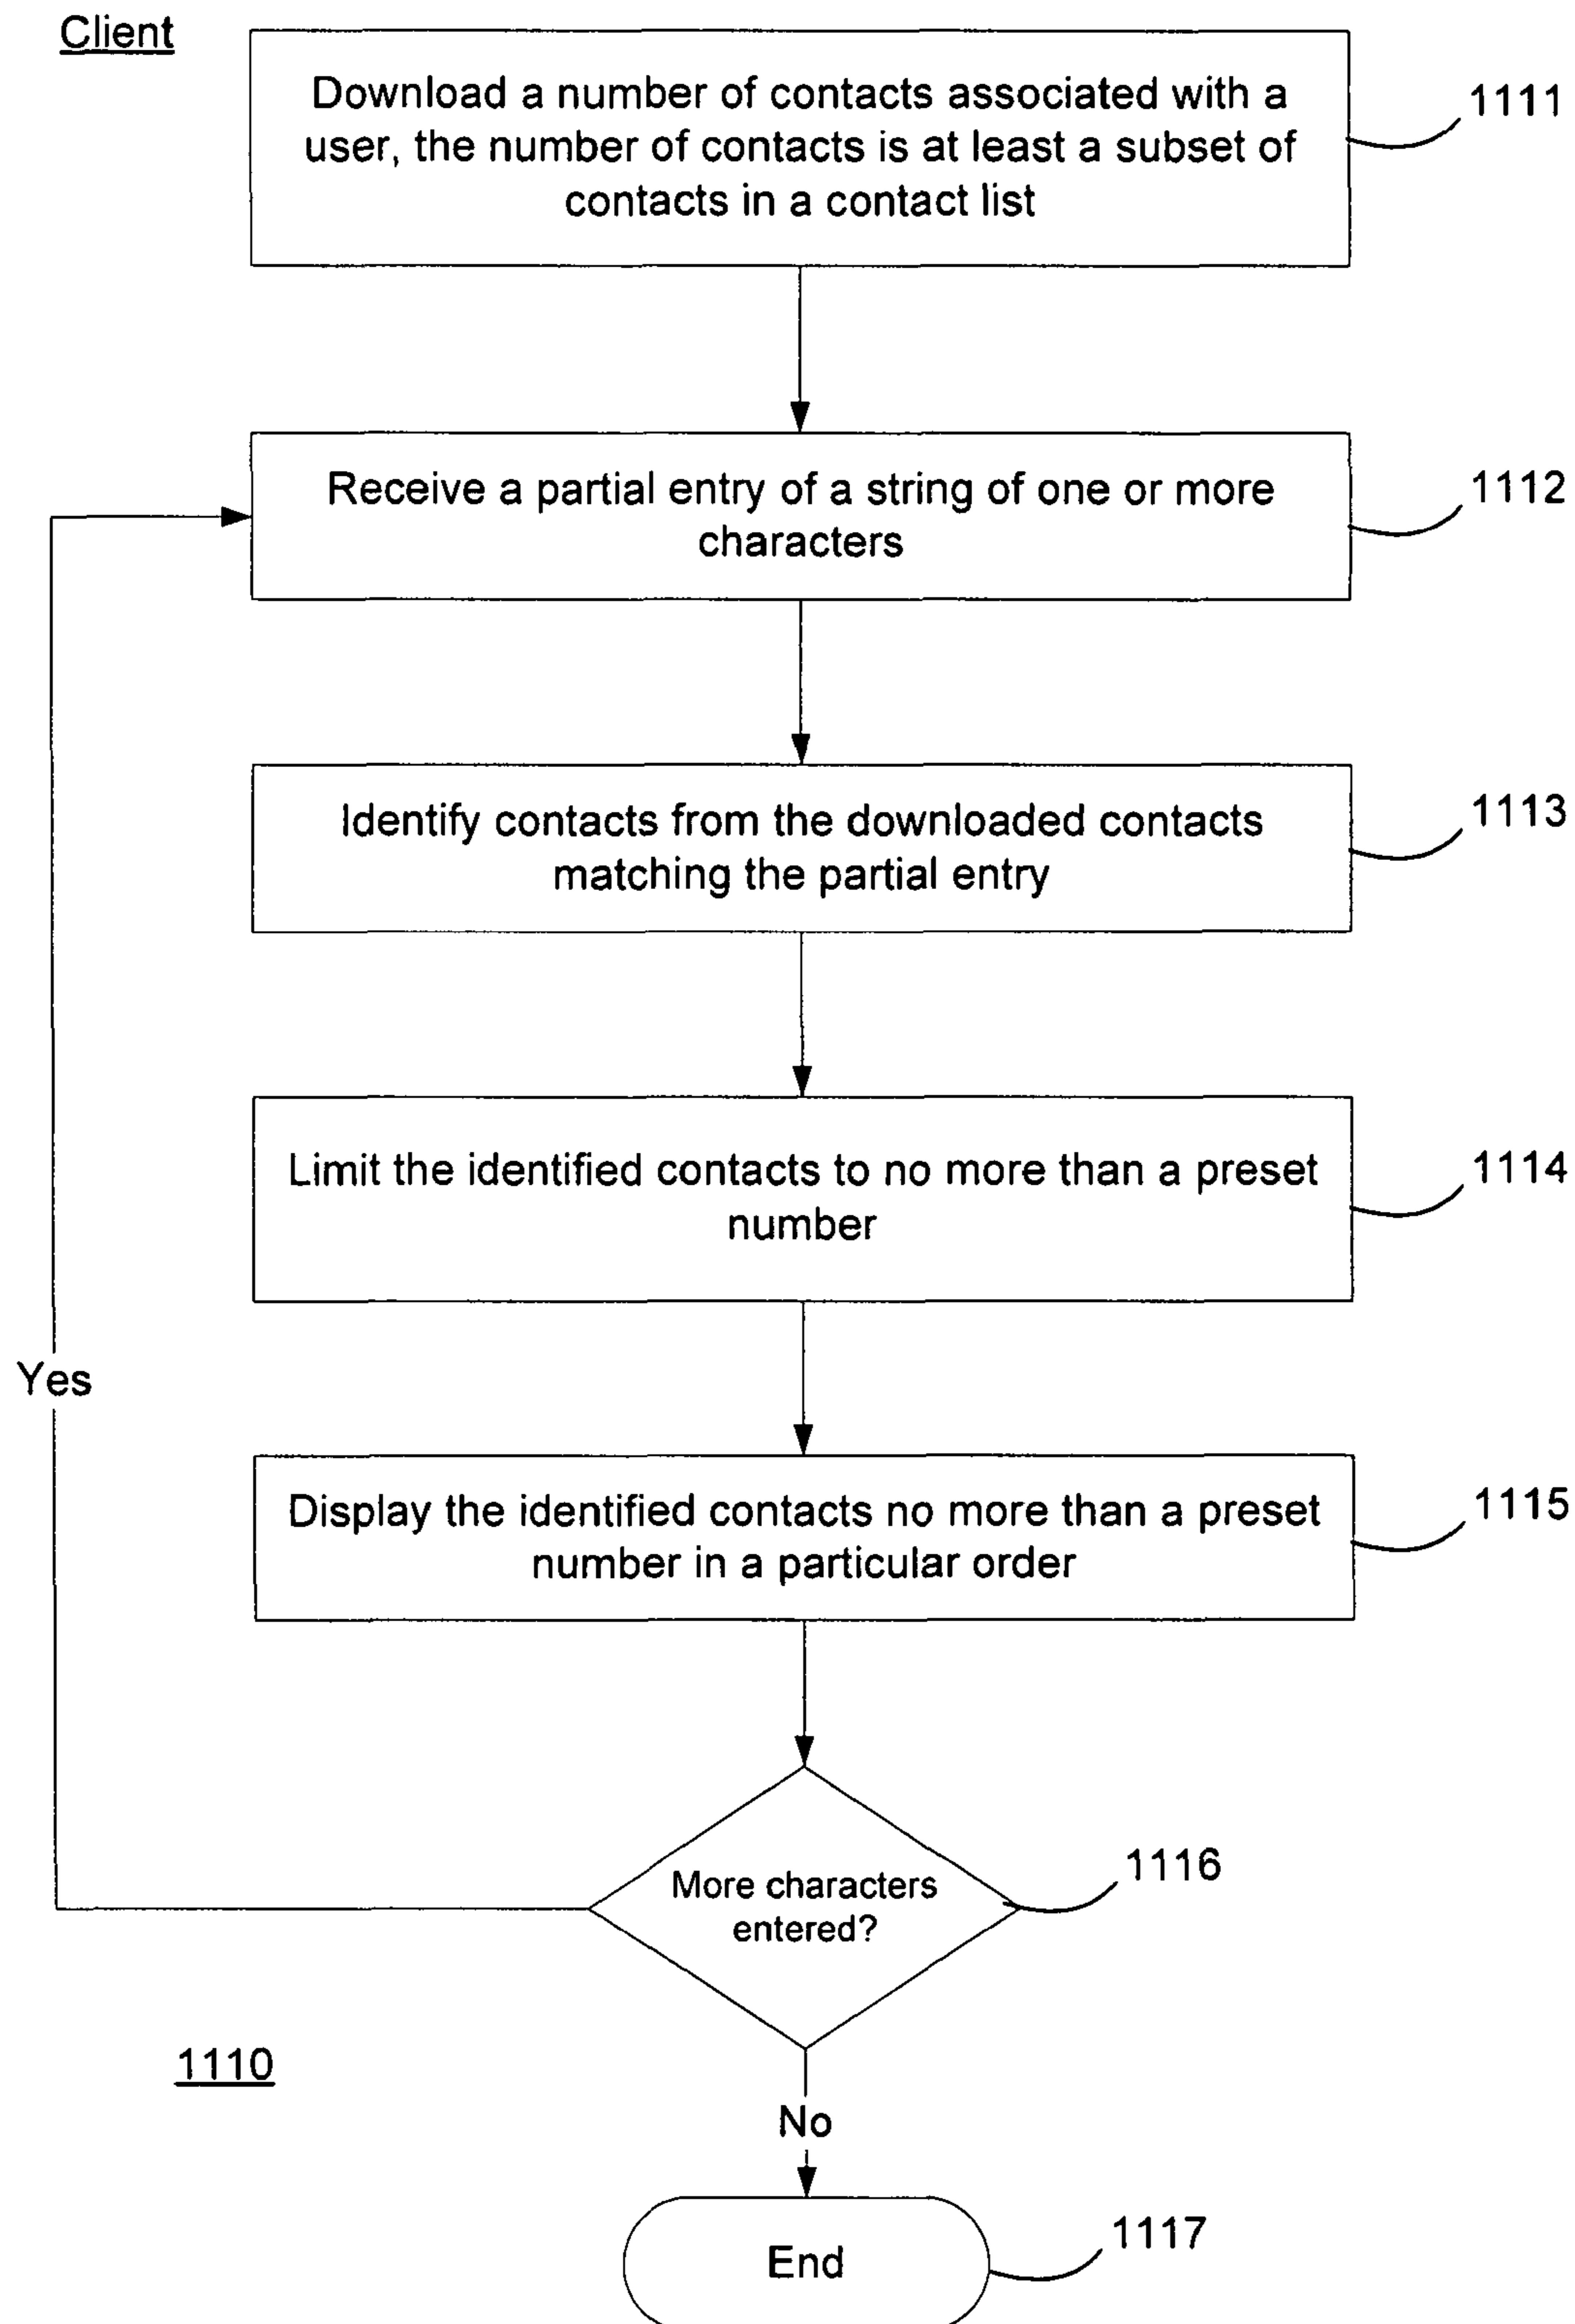 Client
Download a number of contacts associated with a
user, the number of contacts is at least a subset of
contacts in a contact list
1111
Receive a partial entry of a string of one or more
characters
1112
Identify contacts from the downloaded contacts
matching the partial entry
1113
Limit the identified contacts to no more than a preset
number
1114
Yes
Display the identified contacts no more than a preset
number in a particular order
1115
More characters
entered?
1116
1110
No
End
1117